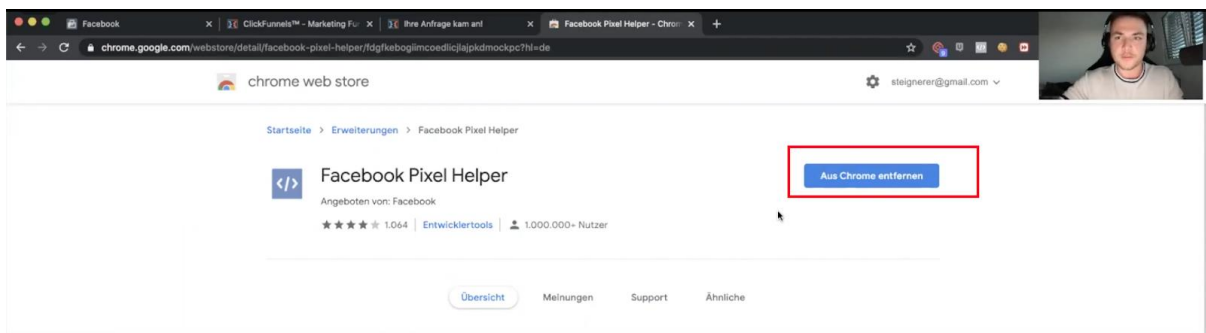 Facebook
ClickFunnels™ - Marketing Fu
Ihre Anfrage kam an!
Facebook Pixel Helper - Chrom
chrome.google.com/webstore/detail/facebook-pixel-helper/fdgfkebogiimcoedlicjlajpkdmockpc?hl=de
chrome web store
steignerer@gmail.com
Startseite > Erweiterungen > Facebook Pixel Helper
Facebook Pixel Helper
Aus Chrome entfernen
Angeboten von: Facebook
1.064 | Entwicklertools | 1.000.000+ Nutzer
Übersicht Meinungen Support Ähnliche